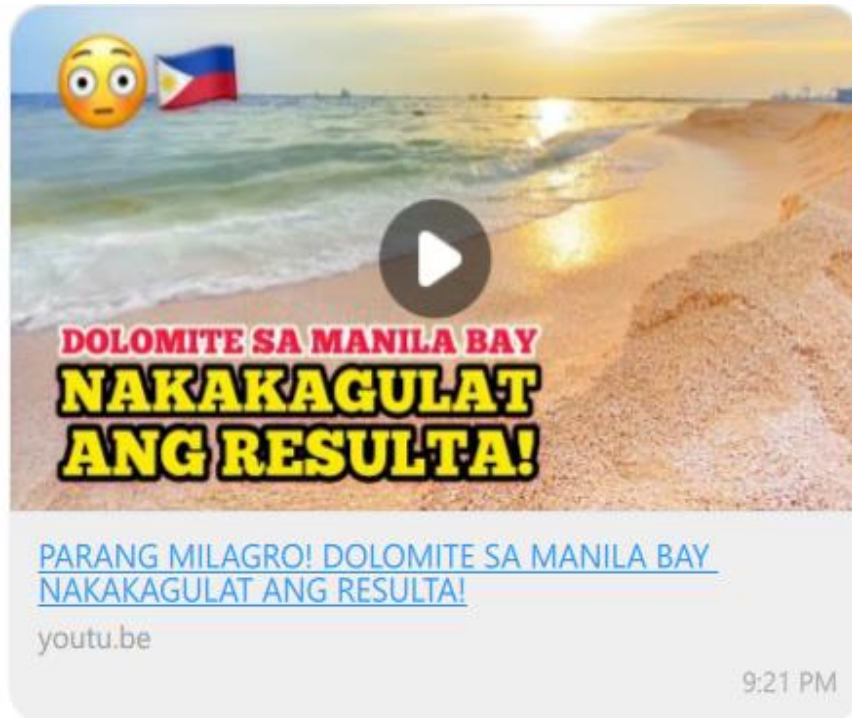 DOLOMITE SA MANILA BAY
NAKAKAGULAT
ANG RESULTA!
PARANG MILAGRO! DOLOMITE SA MANILA BAY
NAKAKAGULAT ANG RESULTA!
youtu.be
9:21 PM